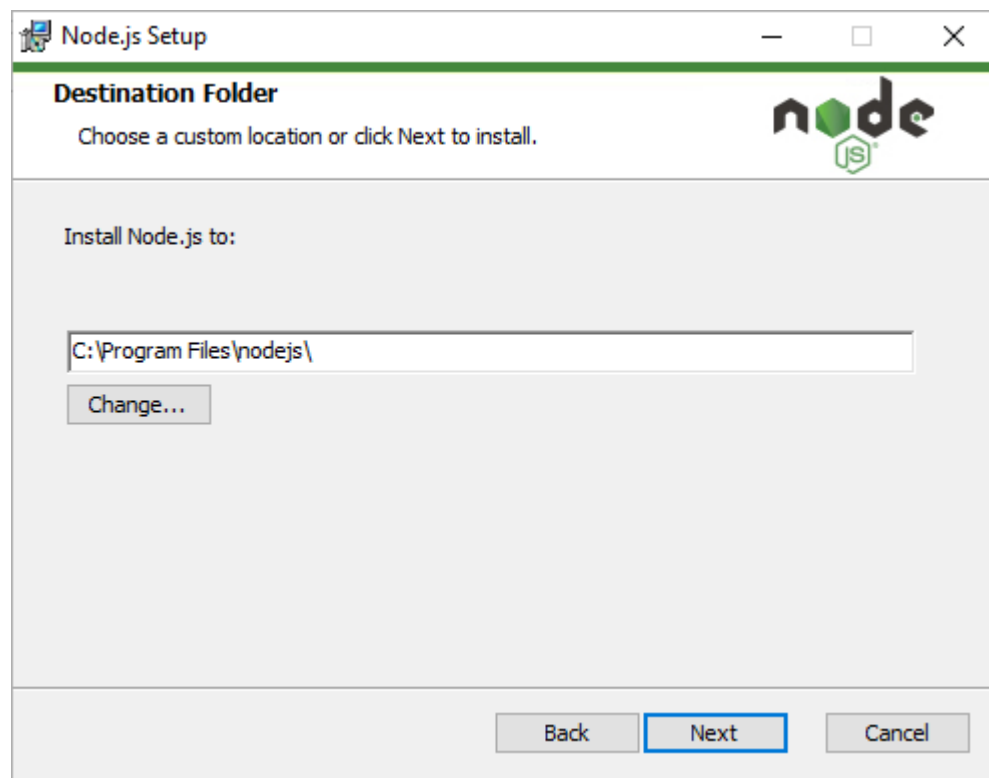 Node.js Setup
Destination Folder
Choose a custom location or click Next to install.
node
JS
Install Node.js to:
C:\Program Files\nodejs\
Change...
Back Next Cancel